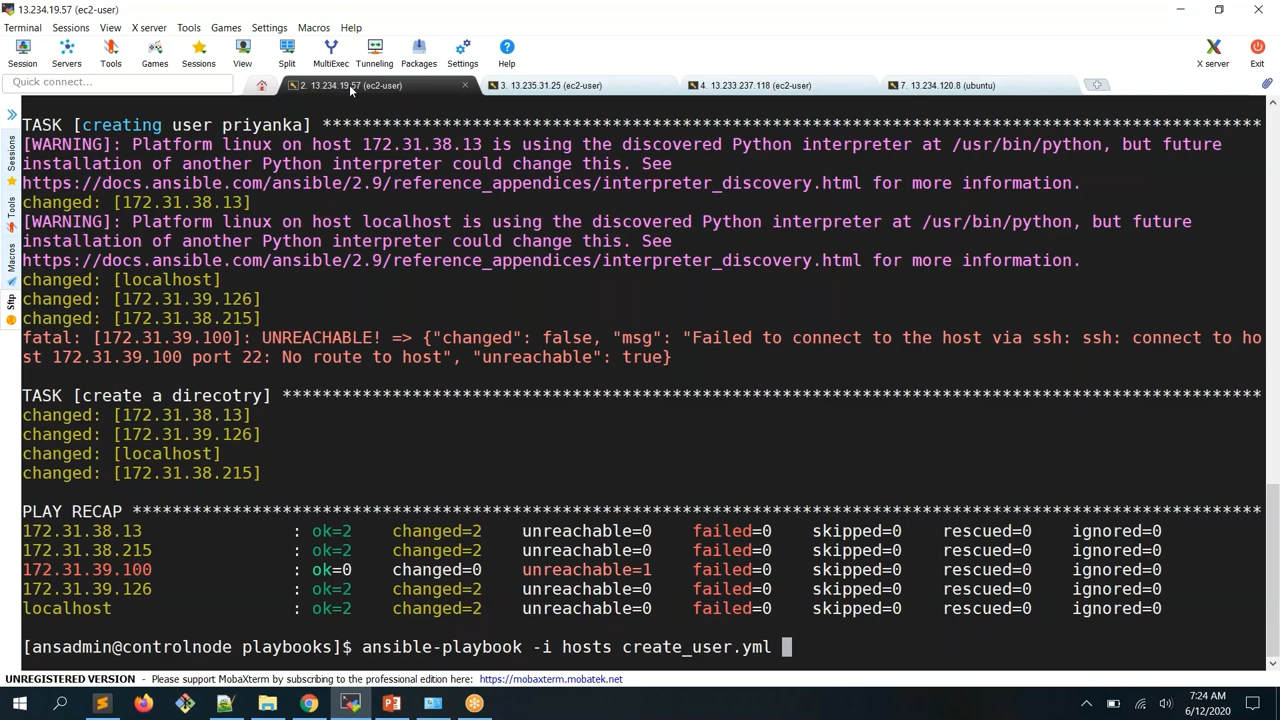 13.234.19.57 (ec2-user)
Terminal Sessions View X server Tools Games Settings Macros Help
Session Servers Tools Games Sessions View Split MultiExec Tunneling Packages Settings Help X server Exit
Quick connect...
2. 13.234.19.57 (ec2-user)
3. 13.235.31.25 (ec2-user)
4. 13.233.237.118 (ec2-user)
7. 13.234.120.8 (ubuntu)
Sessions
Tools
Macros
Sftp
TASK [creating user priyanka] **********************************************************************************************
[WARNING]: Platform linux on host 172.31.38.13 is using the discovered Python interpreter at /usr/bin/python, but future
installation of another Python interpreter could change this. See
https://docs.ansible.com/ansible/2.9/reference_appendices/interpreter_discovery.html for more information.
changed: [172.31.38.13]
[WARNING]: Platform linux on host localhost is using the discovered Python interpreter at /usr/bin/python, but future
installation of another Python interpreter could change this. See
https://docs.ansible.com/ansible/2.9/reference_appendices/interpreter_discovery.html for more information.
changed: [localhost]
changed: [172.31.39.126]
changed: [172.31.38.215]
fatal: [172.31.39.100]: UNREACHABLE! => {"changed": false, "msg": "Failed to connect to the host via ssh: ssh: connect to ho
st 172.31.39.100 port 22: No route to host", "unreachable": true}
TASK [create a direcotry] **************************************************************************************************
changed: [172.31.38.13]
changed: [172.31.39.126]
changed: [localhost]
changed: [172.31.38.215]
PLAY RECAP *****************************************************************************************************************
172.31.38.13 : ok=2 changed=2 unreachable=0 failed=0 skipped=0 rescued=0 ignored=0
172.31.38.215 : ok=2 changed=2 unreachable=0 failed=0 skipped=0 rescued=0 ignored=0
172.31.39.100 : ok=0 changed=0 unreachable=1 failed=0 skipped=0 rescued=0 ignored=0
172.31.39.126 : ok=2 changed=2 unreachable=0 failed=0 skipped=0 rescued=0 ignored=0
localhost : ok=2 changed=2 unreachable=0 failed=0 skipped=0 rescued=0 ignored=0
[ansadmin@controlnode playbooks]$ ansible-playbook -i hosts create_user.yml
UNREGISTERED VERSION - Please support MobaXterm by subscribing to the professional edition here: https://mobaxterm.mobatek.net
7:24 AM
6/12/2020